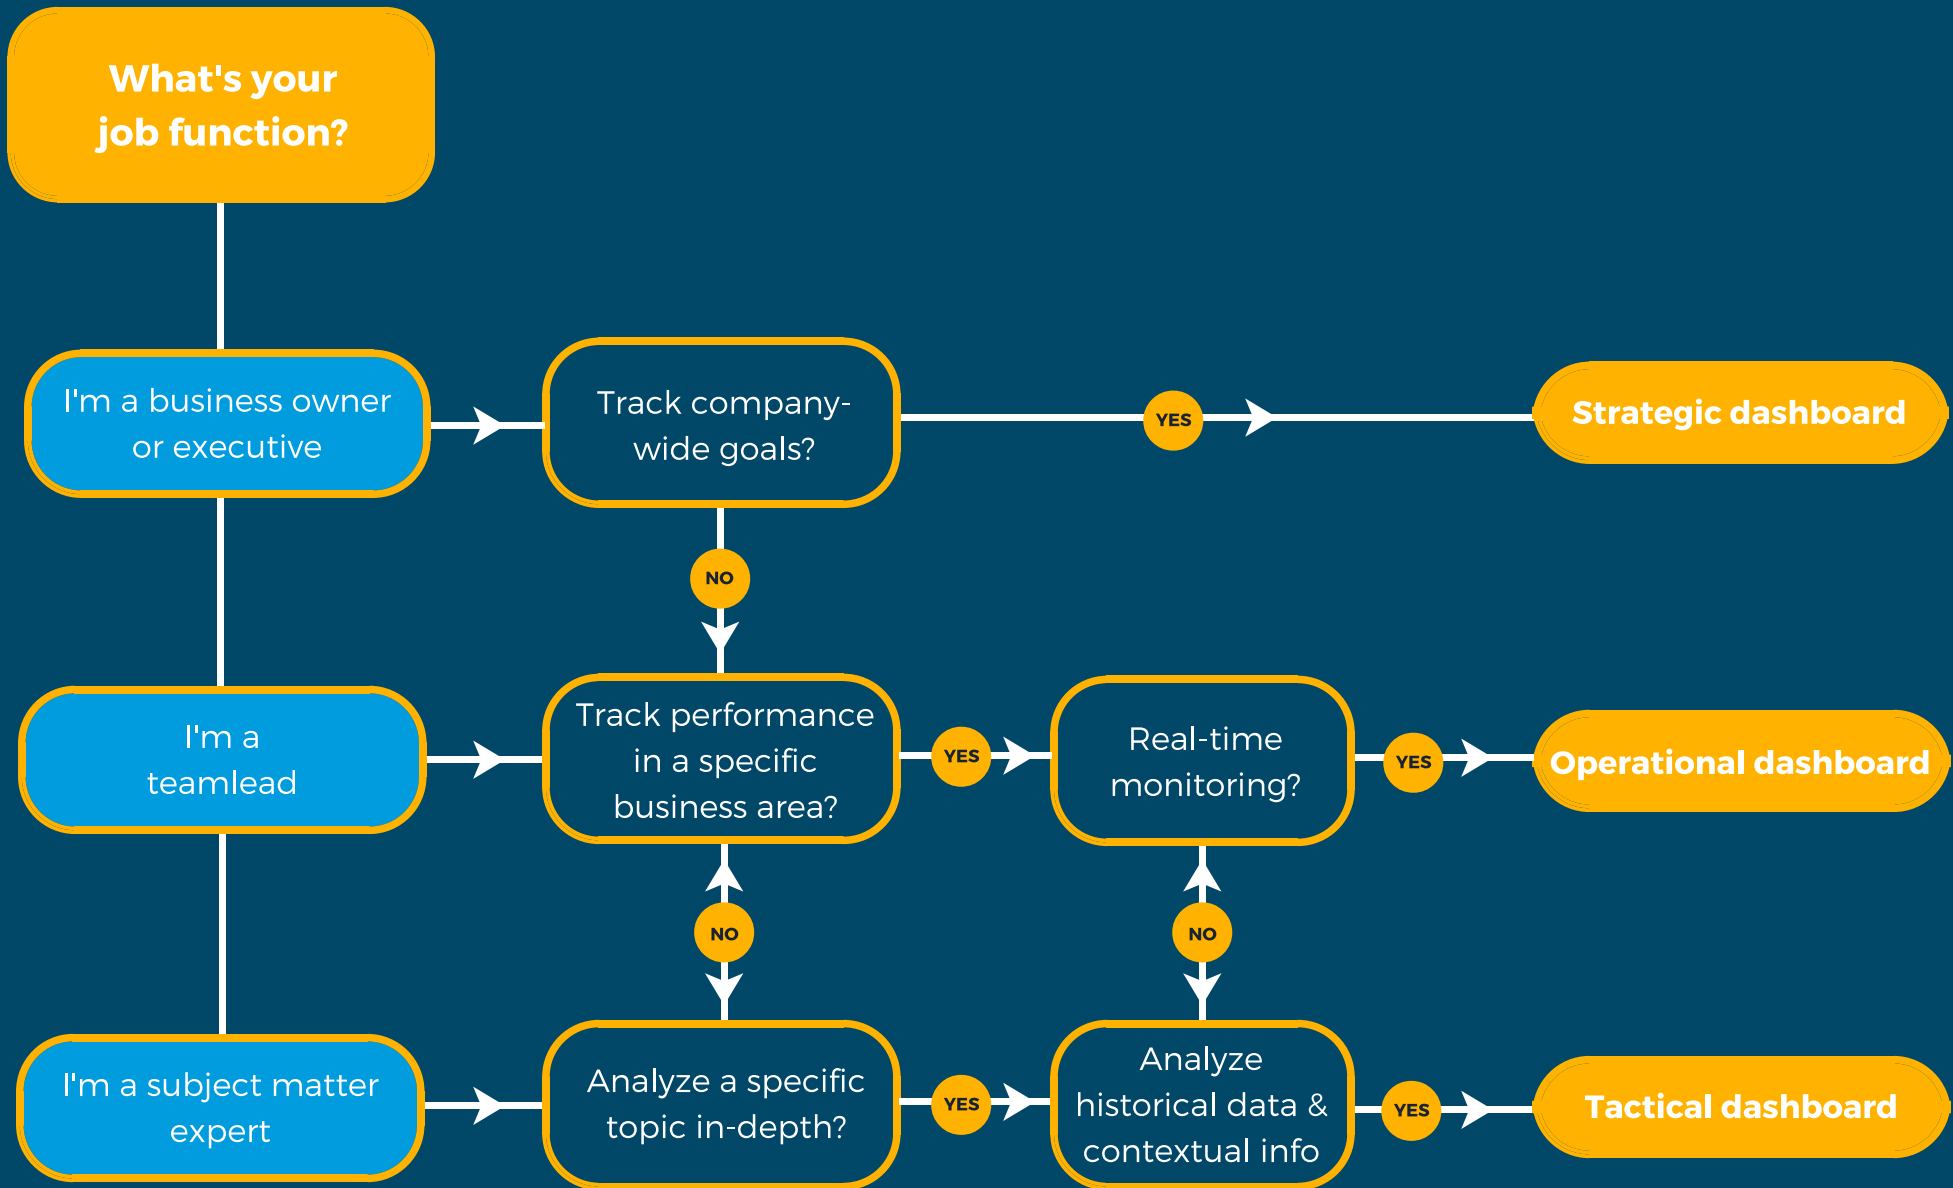 What's your
job function?
I'm a business owner
or executive
Track company-
wide goals?
YES
Strategic dashboard
NO
I'm a
teamlead
Track performance
in a specific
business area?
YES
Real-time
monitoring?
YES
Operational dashboard
NO
NO
I'm a subject matter
expert
Analyze a specific
topic in-depth?
YES
Analyze
historical data &
contextual info
YES
Tactical dashboard